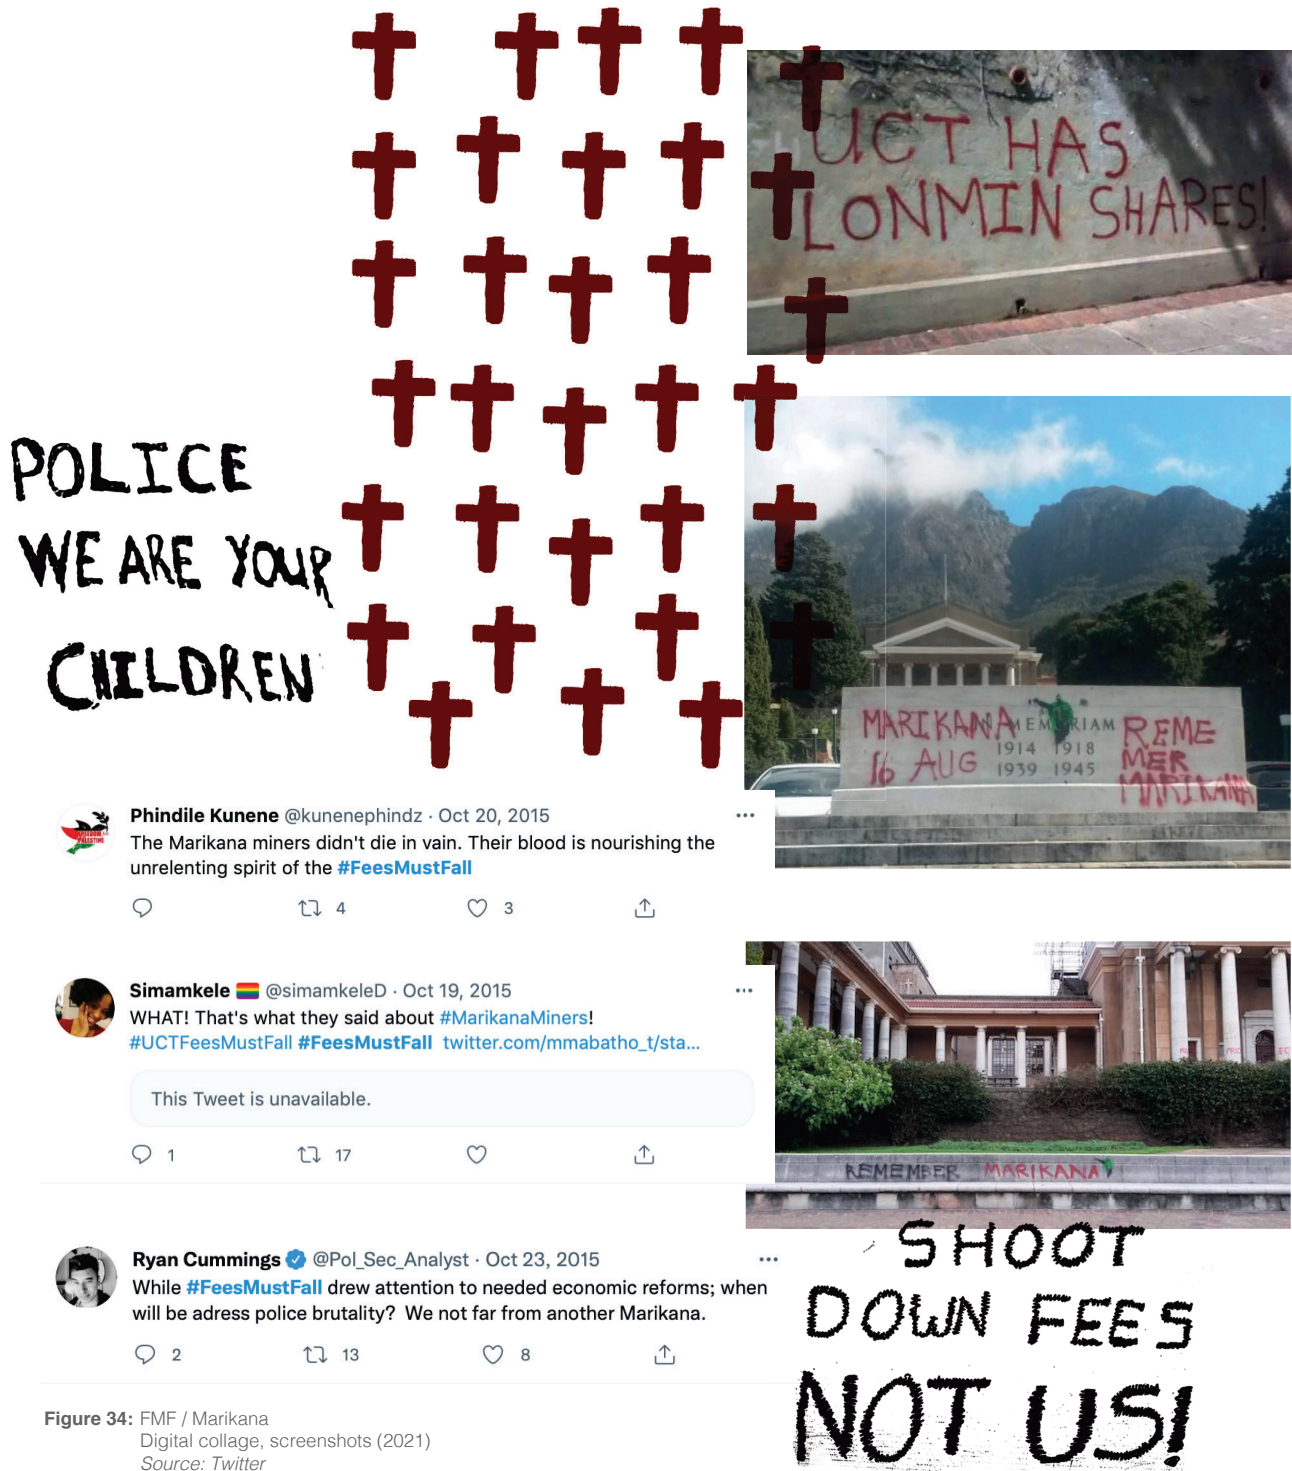 UCT HAS
LONMIN SHARES!
POLICE
WE ARE YOUR
CHILDREN
MARIKANA
16 AUG
IN MEMORIAM
1914 1918
1939 1945
REME
MER
MARIKANA
Phindile Kunene @kunenephindz · Oct 20, 2015
The Marikana miners didn't die in vain. Their blood is nourishing the
unrelenting spirit of the #FeesMustFall
4 3
Simamkele @simamkeleD · Oct 19, 2015
WHAT! That's what they said about #MarikanaMiners!
#UCTFeesMustFall #FeesMustFall twitter.com/mmabatho_t/sta...
This Tweet is unavailable.
1 17
REMEMBER MARIKANA
Ryan Cummings @Pol_Sec_Analyst · Oct 23, 2015
While #FeesMustFall drew attention to needed economic reforms; when
will be adress police brutality? We not far from another Marikana.
2 13 8
SHOOT
DOWN FEES
NOT US!
Figure 34: FMF / Marikana
Digital collage, screenshots (2021)
Source: Twitter